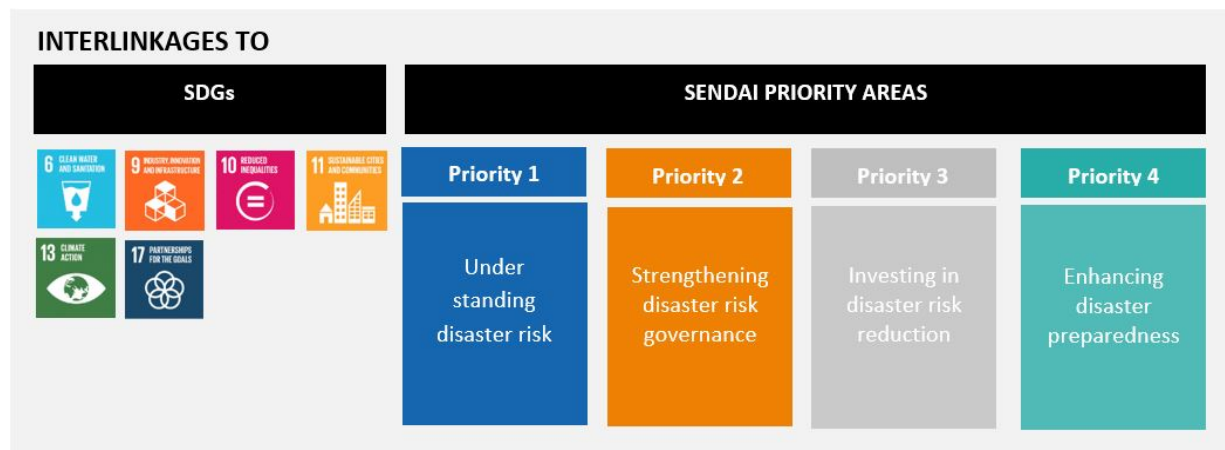 INTERLINKAGES TO
SDGs
SENDAI PRIORITY AREAS
6 CLEAN WATER
AND SANITATION
9 INDUSTRY, INNOVATION
AND INFRASTRUCTURE
10 REDUCED
INEQUALITIES
11 SUSTAINABLE CITIES
AND COMMUNITIES
13 CLIMATE
ACTION
17 PARTNERSHIPS
FOR THE GOALS
Priority 1
Under
standing
disaster risk
Priority 2
Strengthening
disaster risk
governance
Priority 3
Investing in
disaster risk
reduction
Priority 4
Enhancing
disaster
preparedness